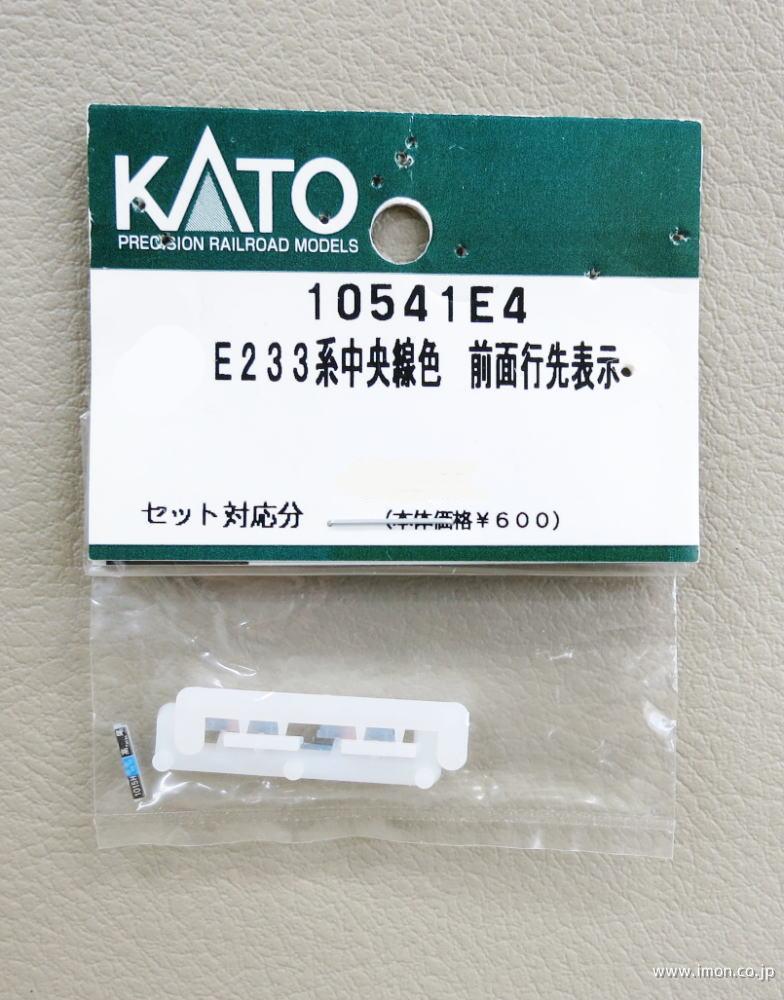 KATO
PRECISION RAILROAD MODELS
10541E4
E233系中央線色 前面行先表示
セット対応分 (本体価格¥600)
www.imon.co.jp